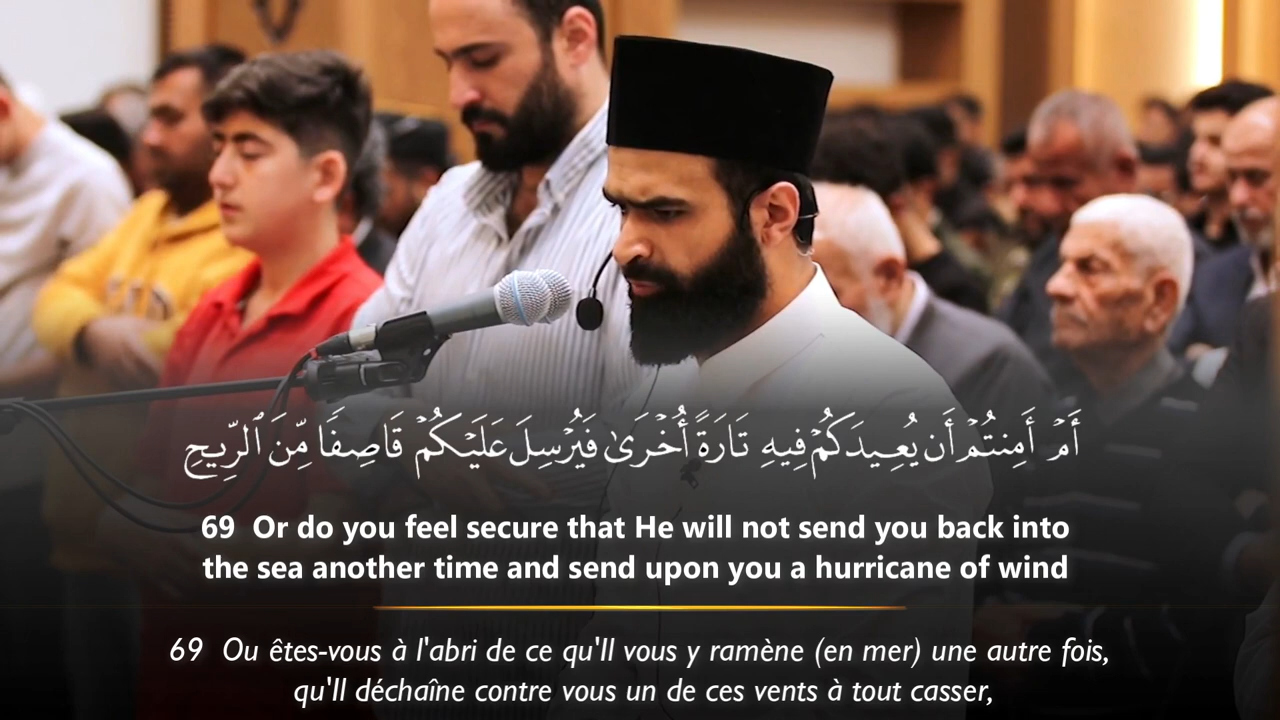 أَمۡ أَمِنتُمۡ أَن يُعِيدَكُمۡ فِيهِ تَارَةً أُخۡرَىٰ فَيُرۡسِلَ عَلَيۡكُمۡ قَاصِفٗا مِّنَ ٱلرِّيحِ
69 Or do you feel secure that He will not send you back into
the sea another time and send upon you a hurricane of wind
69 Ou êtes-vous à l'abri de ce qu'Il vous y ramène (en mer) une autre fois,
qu'Il déchaîne contre vous un de ces vents à tout casser,